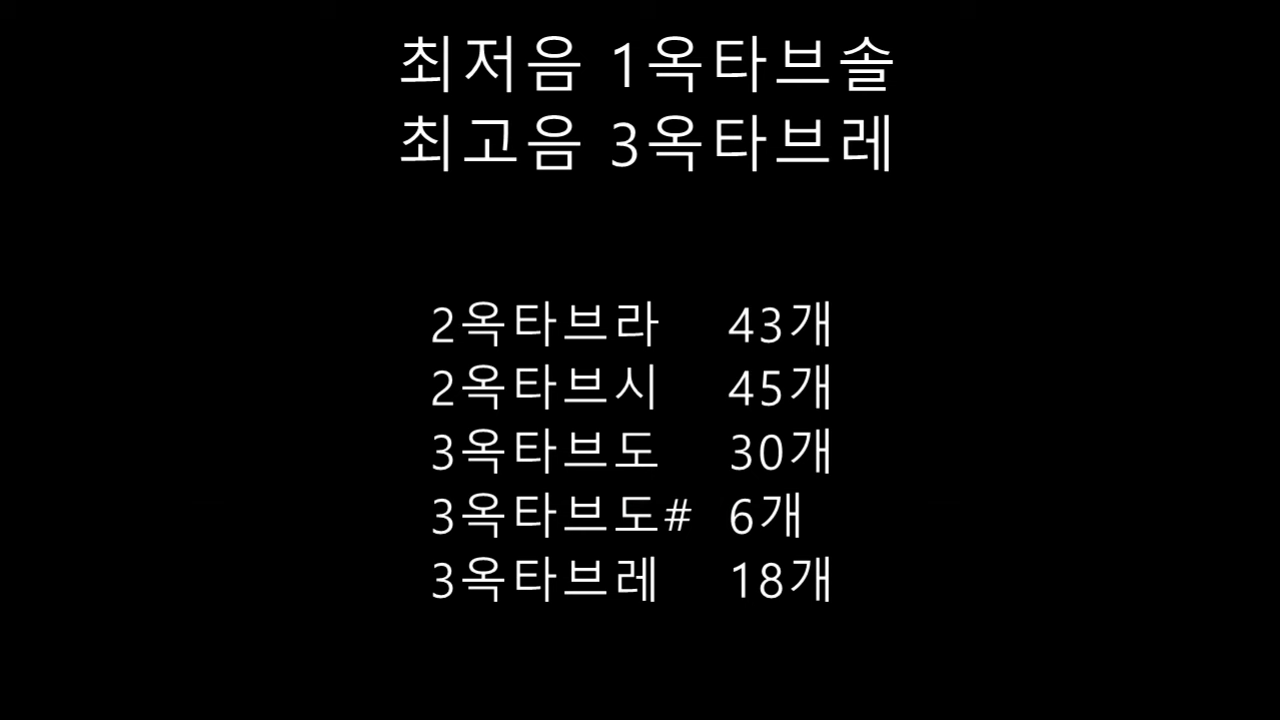 최저음 1옥타브솔
최고음 3옥타브레
2옥타브라 43개
2옥타브시 45개
3옥타브도 30개
3옥타브도# 6개
3옥타브레 18개